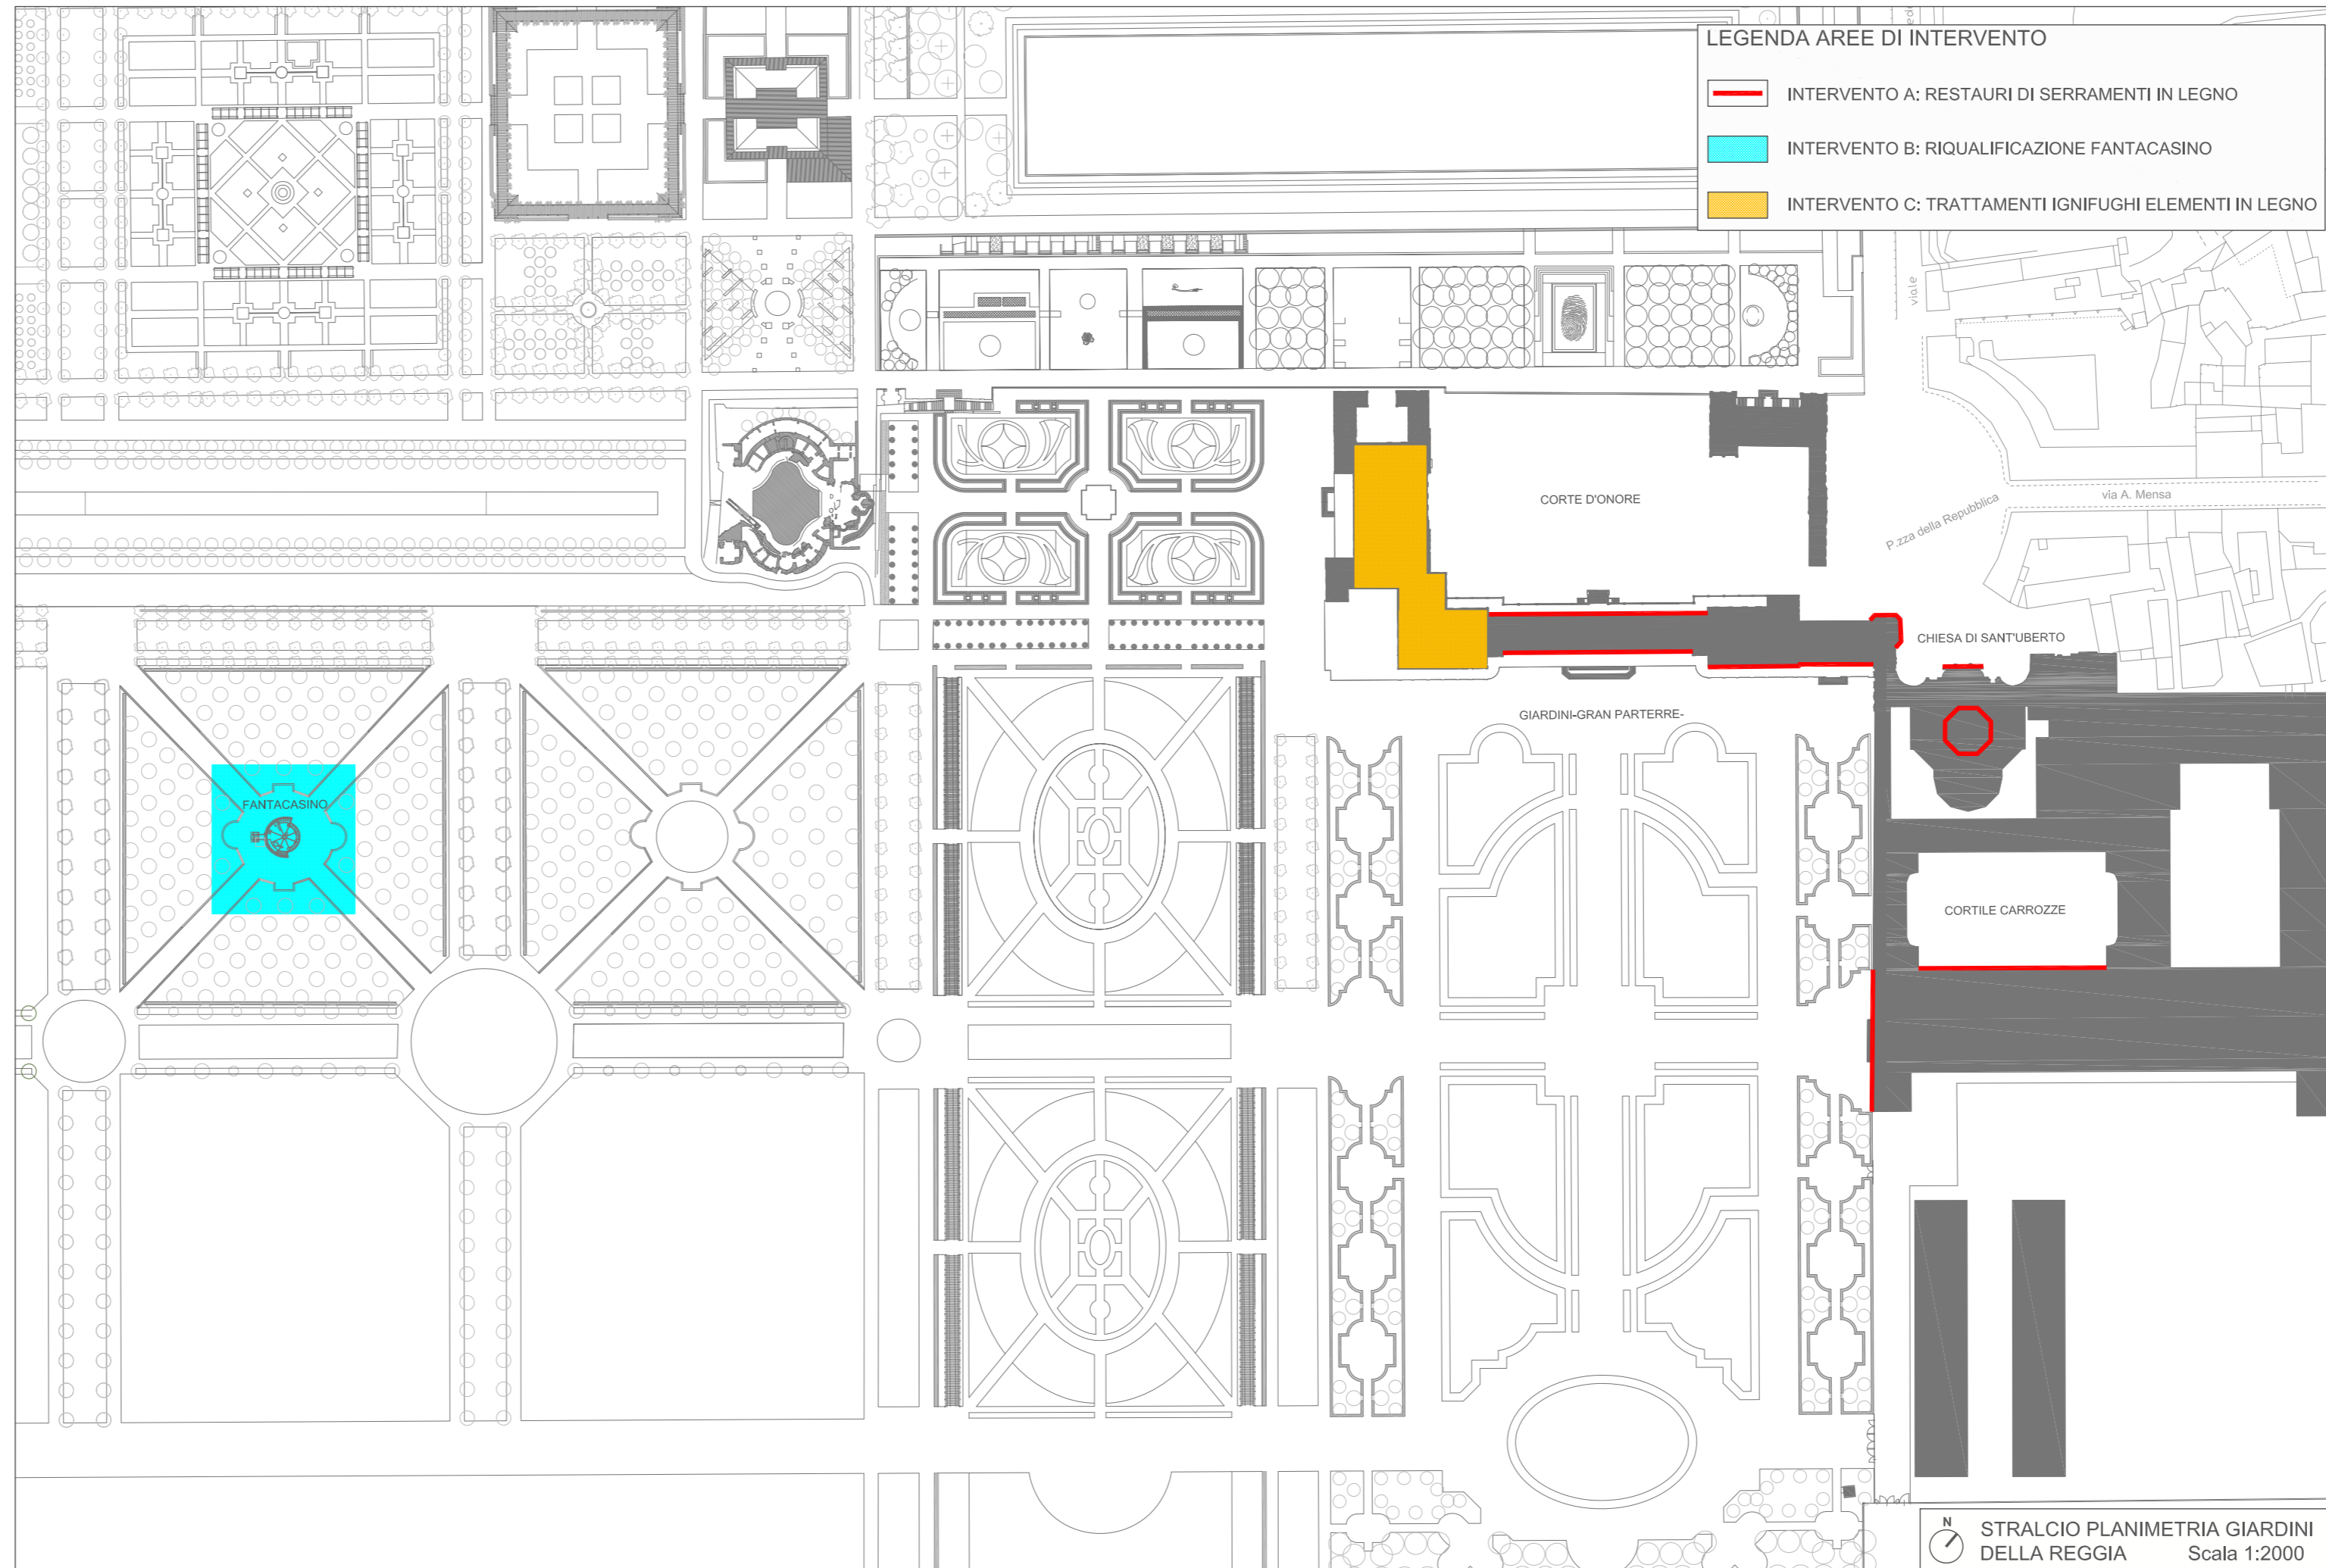 LEGENDA AREE DI INTERVENTO
INTERVENTO A: RESTAURI DI SERRAMENTI IN LEGNO
INTERVENTO B: RIQUALIFICAZIONE FANTACASINO
INTERVENTO C: TRATTAMENTI IGNIFUGHI ELEMENTI IN LEGNO
viale
CORTE D'ONORE
via A. Mensa
P.zza della Repubblica
CHIESA DI SANT'UBERTO
GIARDINI-GRAN PARTERRE-
FANTACASINO
CORTILE CARROZZE
N
STRALCIO PLANIMETRIA GIARDINI
DELLA REGGIA Scala 1:2000